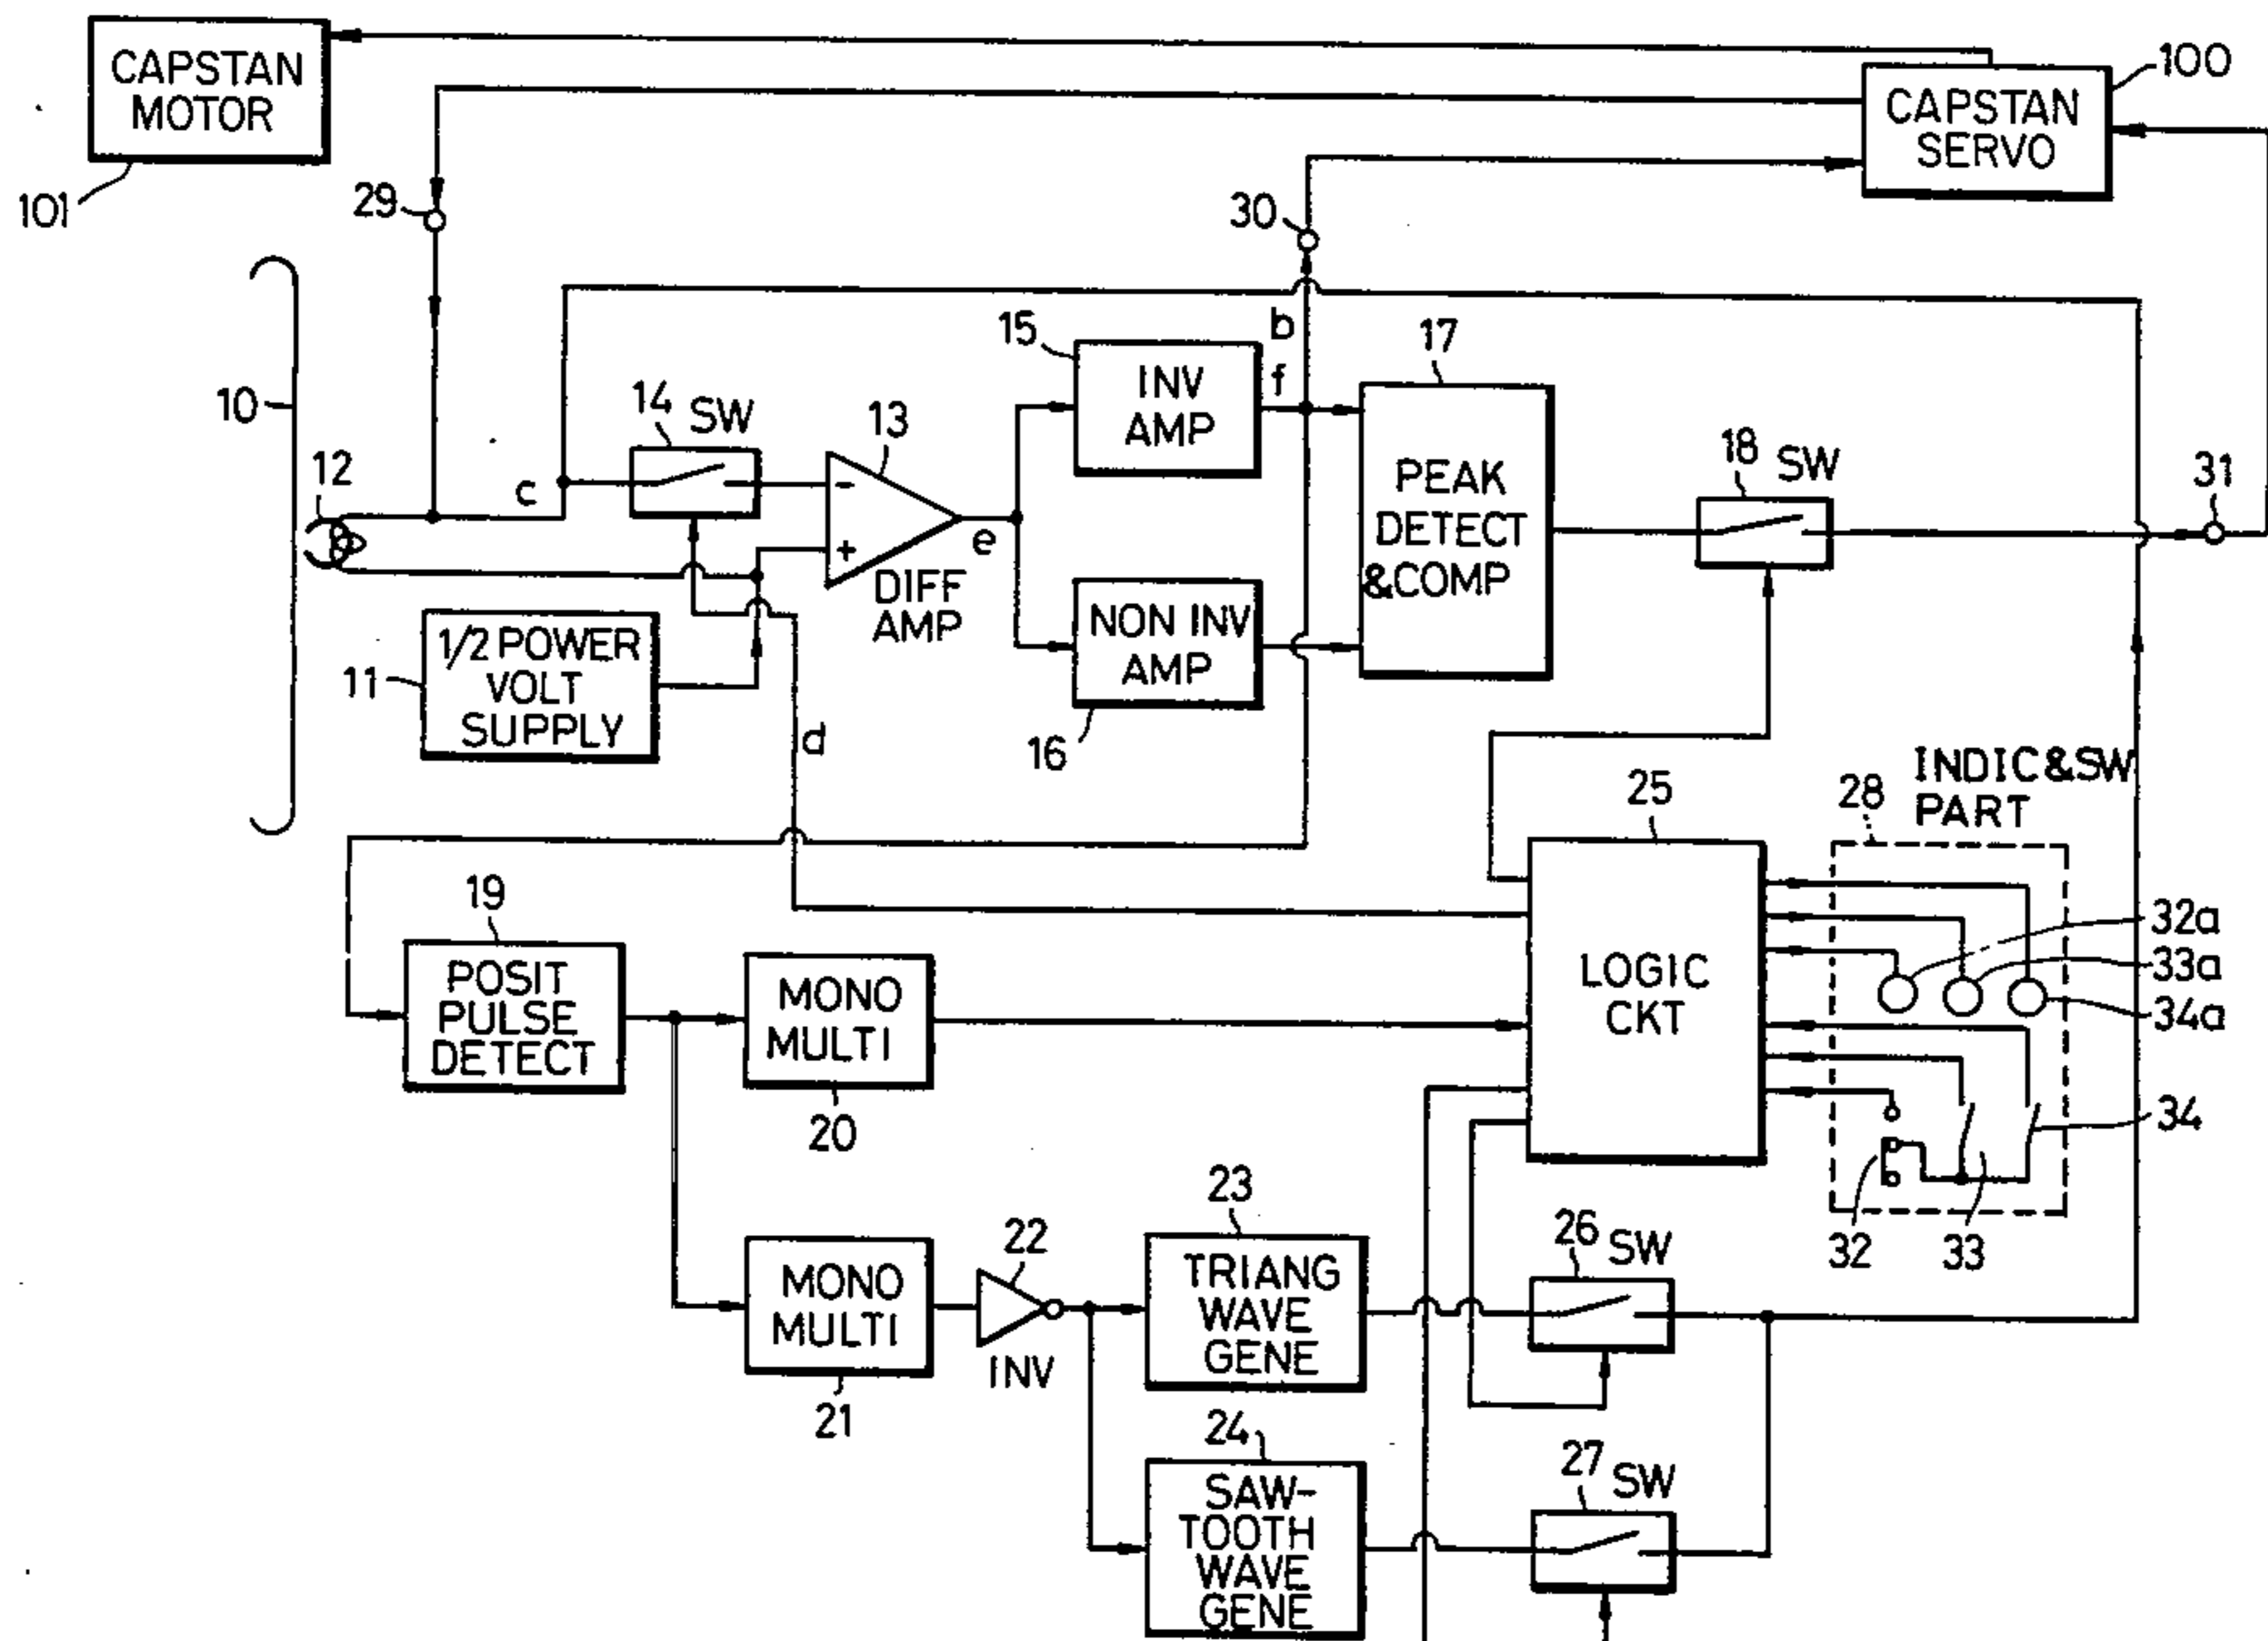 CAPSTAN
MOTOR
101
100
CAPSTAN
SERVO
29
30
10
12
c
14 SW
13
-
+
DIFF
AMP
e
15
INV
AMP
b
f
17
PEAK
DETECT
&COMP
18 SW
31
11
1/2 POWER
VOLT
SUPPLY
d
NON INV
AMP
16
25
LOGIC
CKT
28
INDIC&SW
PART
32a
33a
34a
34
32
33
19
POSIT
PULSE
DETECT
MONO
MULTI
20
MONO
MULTI
21
22
INV
23
TRIANG
WAVE
GENE
26 SW
24
SAW-
TOOTH
WAVE
GENE
27 SW